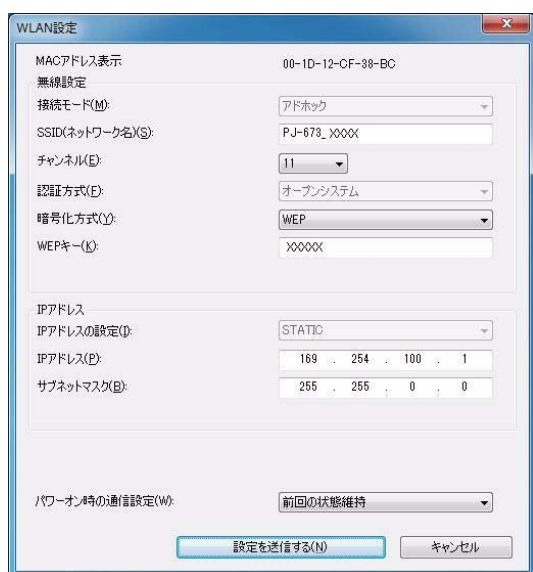 WLAN設定
MACアドレス表示 00-1D-12-CF-38-BC
無線設定
接続モード(M): アドホック
SSID(ネットワーク名)(S): PJ-673_XXXX
チャンネル(E): 11
認証方式(F): オープンシステム
暗号化方式(Y): WEP
WEPキー(K): XXXXX
IPアドレス
IPアドレスの設定(I): STATIC
IPアドレス(P): 169 . 254 . 100 . 1
サブネットマスク(B): 255 . 255 . 0 . 0
パワーオン時の通信設定(W): 前回の状態維持
設定を送信する(N) キャンセル